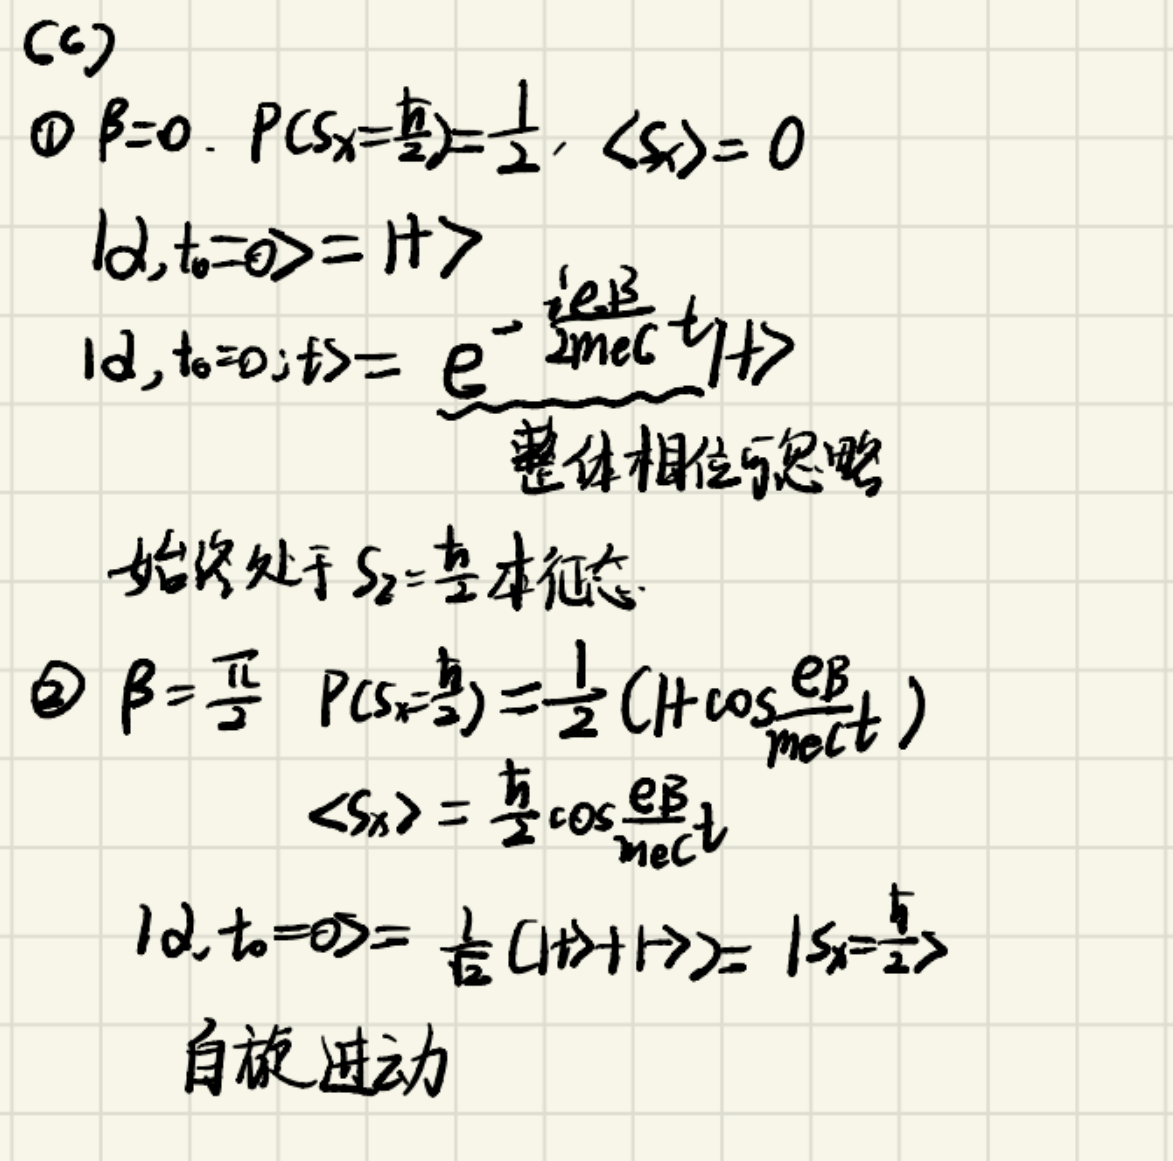 (c)
① β=0. P(Sx=ħ/2)=1/2, <Sx>=0
|α,t₀=0>=|+>
|α,t₀=0;t>= e^(-ieB/(2meC) t)|+>
整体相位可忽略
始终处于 Sz=ħ/2 本征态.
② β=π/2 P(Sx=ħ/2)=1/2(1+cos eB/meC t)
<Sx>=ħ/2 cos eB/meC t
|α,t₀=0>= 1/√2(|+>+|->)= |Sx=ħ/2>
自旋进动